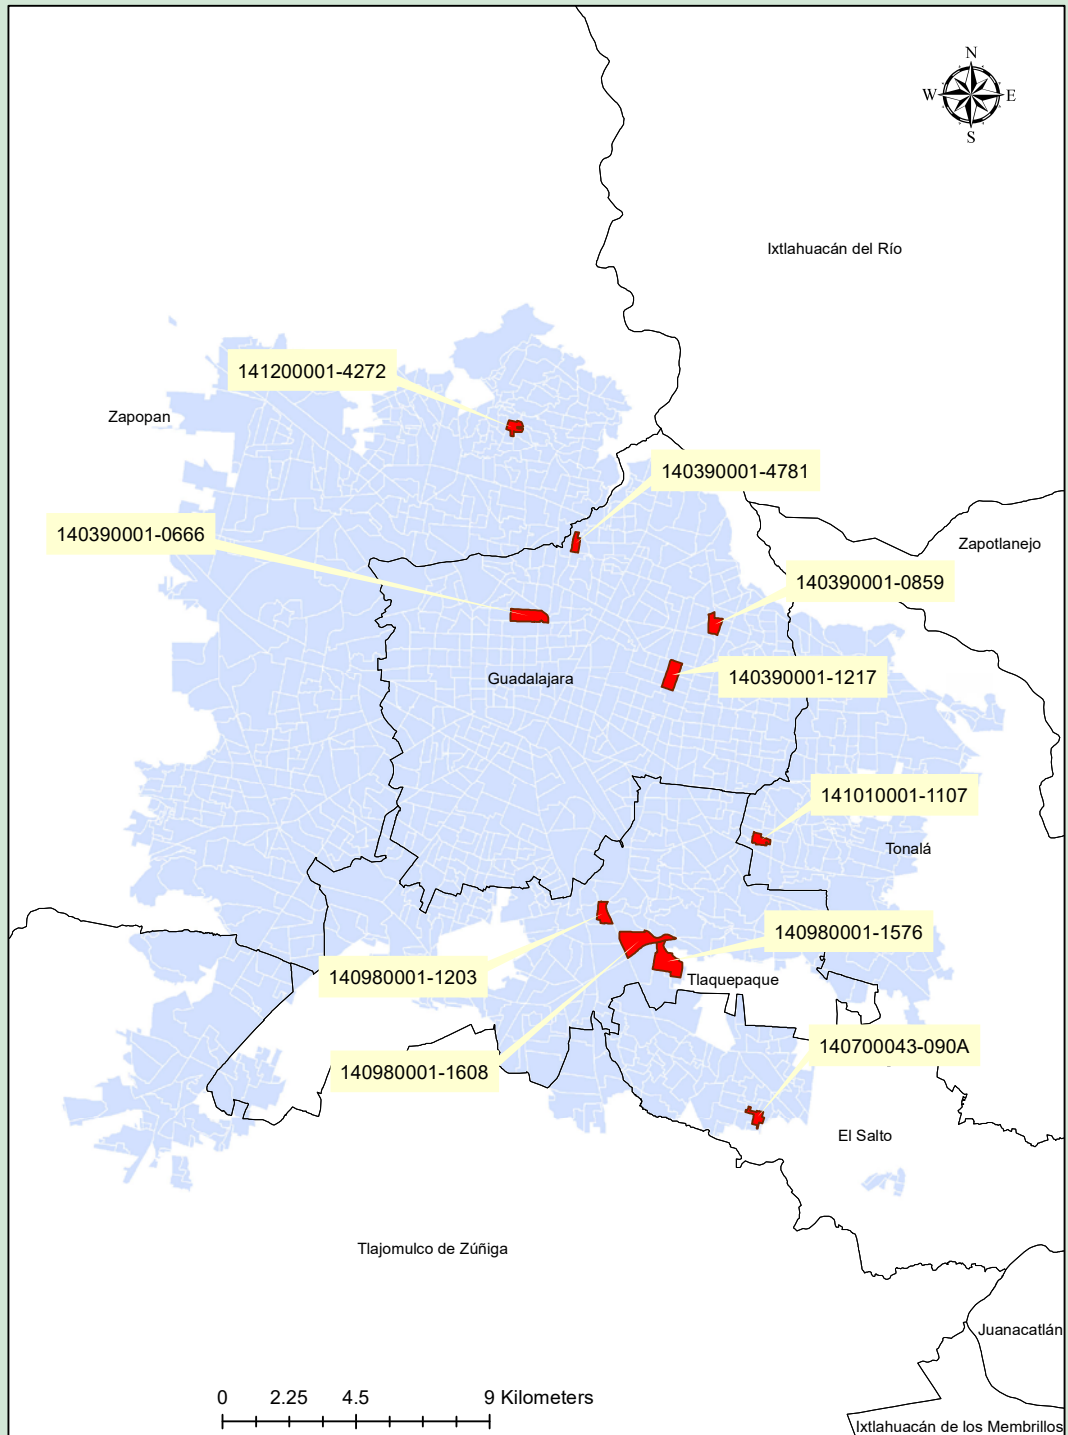 N
W E
S
Ixtlahuacán del Río
141200001-4272
Zapopan
140390001-4781
140390001-0666
Zapotlanejo
140390001-0859
Guadalajara
140390001-1217
141010001-1107
Tonalá
140980001-1576
140980001-1203
Tlaquepaque
140700043-090A
140980001-1608
El Salto
Tlajomulco de Zúñiga
Juanacatlán
0 2.25 4.5 9 Kilometers
Ixtlahuacán de los Membrillos